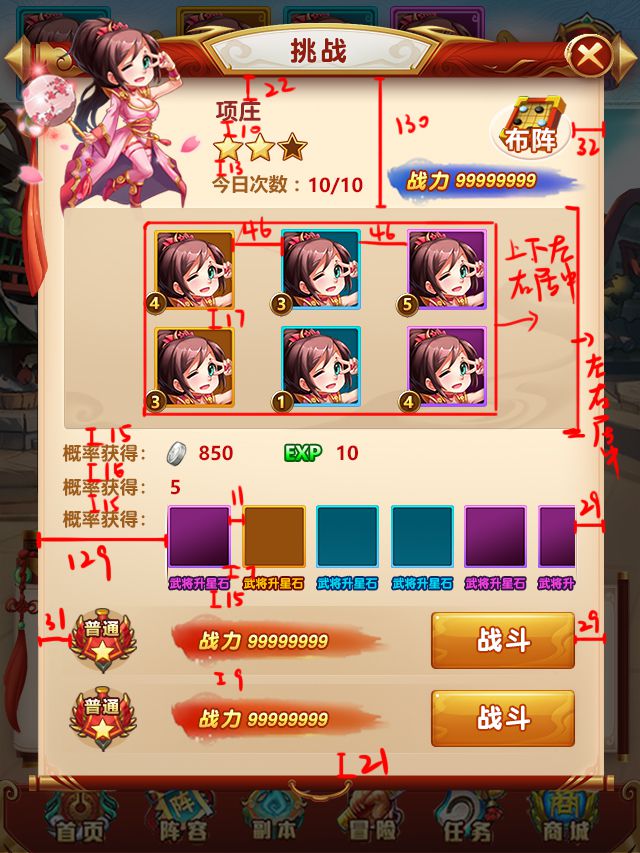 挑战
22
项庄
10
130
布阵
32
13
今日次数：10/10
战力 99999999
46
46
上下左
右居中
4
3
5
17
3
1
4
左
右
居
中
15
概率获得：
850
EXP
10
16
概率获得：
5
15
概率获得：
11
29
129
7
武将升星石
武将升星石
武将升星石
武将升星石
武将升星石
武将升
15
31
普通
战力 99999999
战斗
29
9
普通
战力 99999999
战斗
21
首页
阵容
副本
冒险
任务
商城